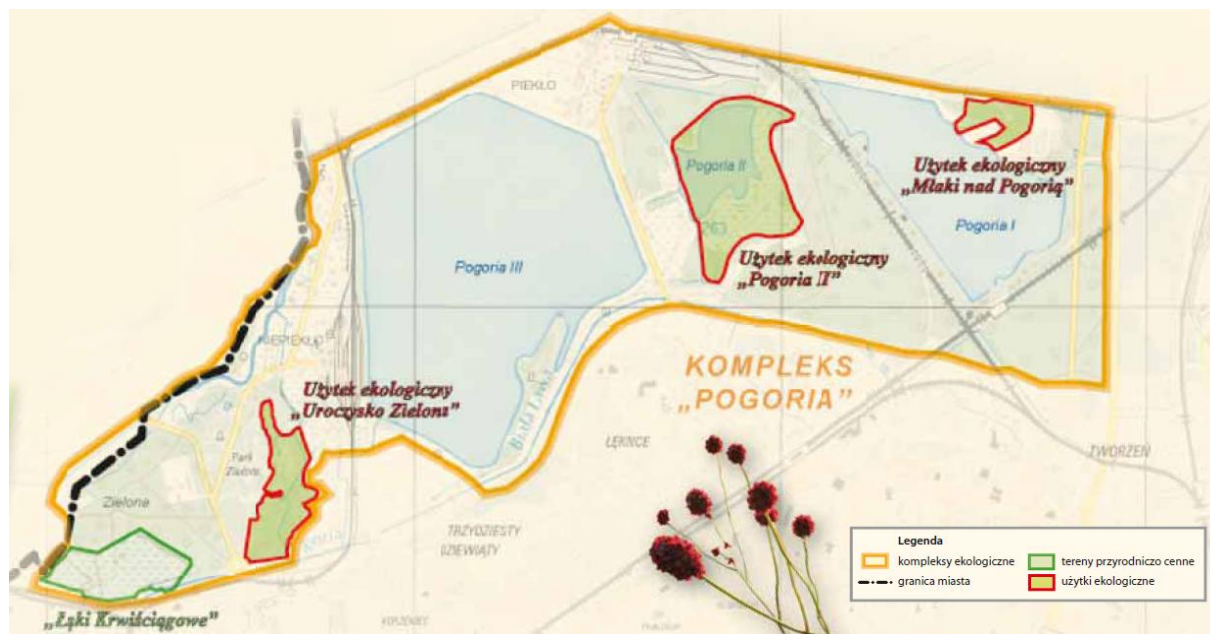 PIEKŁO
Pogoria II
Użytek ekologiczny
„Młaki nad Pogorią”
Pogoria I
263
Użytek ekologiczny
„Pogoria II”
Pogoria III
NIEPIEKŁO
KOMPLEKS
„POGORIA”
Użytek ekologiczny
„Uroczysko Zielona”
ŁĘKNICE
TWORZEŃ
Park
Zielona
Zielona
TRZYDZIESTY
DZIEWIĄTY
„Łąki Krwiściągowe”
Legenda
kompleksy ekologiczne
granica miasta
tereny przyrodniczo cenne
użytki ekologiczne